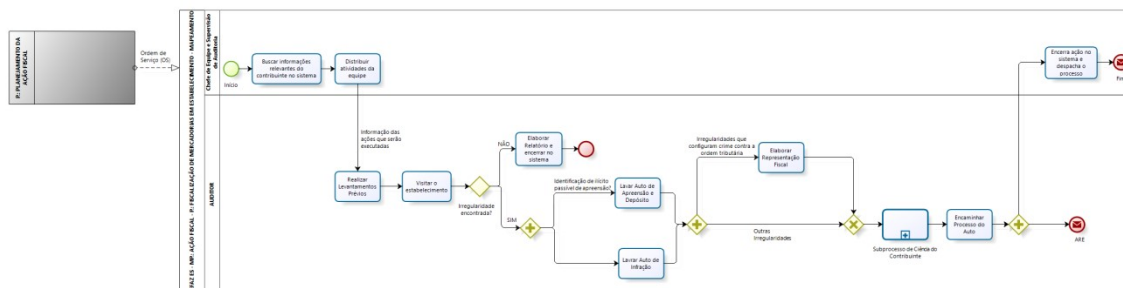 P.: PLANEJAMENTO DA
AÇÃO FISCAL
Ordem de
Serviço (OS)
FAZ ES - MP.: AÇÃO FISCAL - P.: FISCALIZAÇÃO DE MERCADORIAS EM ESTABELECIMENTO - MAPEAMENTO
Chefe de Equipe e Supervisão
de Auditoria
Início
Buscar informações
relevantes do
contribuinte no sistema
Distribuir
atividades da
equipe
Encerra ação no
sistema e
despacha o
processo
Fim
AUDITOR
Informação das
ações que serão
executadas
Realizar
Levantamentos
Prévios
Visitar o
estabelecimento
Irregularidade
encontrada?
NÃO
Elaborar
Relatório e
encerrar no
sistema
SIM
Identificação de ilícito
passível de apreensão?
Lavrar Auto de
Apreensão e
Depósito
Lavrar Auto de
Infração
Irregularidades que
configuram crime contra a
ordem tributária
Elaborar
Representação
Fiscal
Outras
Irregularidades
Subprocesso de Ciência do
Contribuinte
Encaminhar
Processo do
Auto
ARE